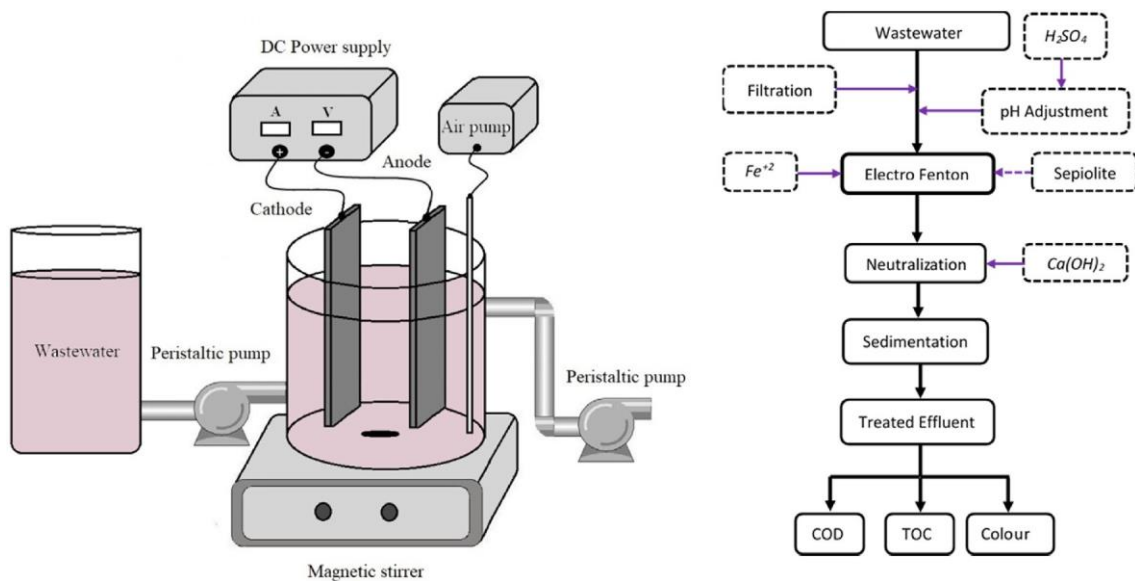 DC Power supply
A
V
+
-
Air pump
Anode
Cathode
Wastewater
Peristaltic pump
Peristaltic pump
Magnetic stirrer
Wastewater
H₂SO₄
Filtration
pH Adjustment
Fe⁺²
Electro Fenton
Sepiolite
Neutralization
Ca(OH)₂
Sedimentation
Treated Effluent
COD
TOC
Colour